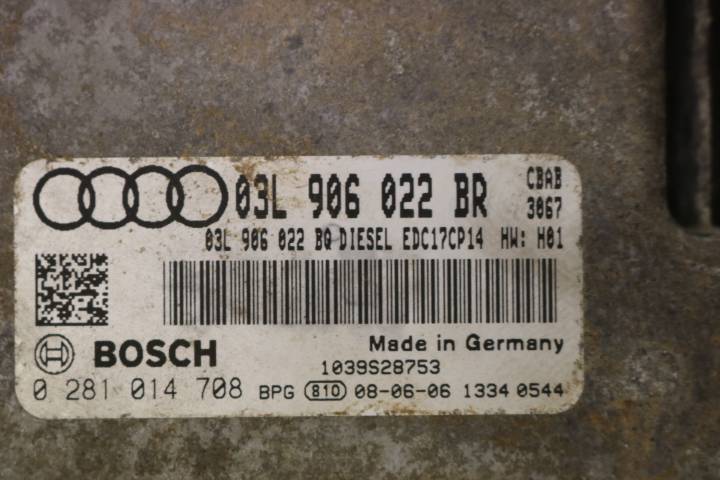 03L 906 022 BR CBAB
3067
03L 906 022 BQ DIESEL EDC17CP14 HW: H01
BOSCH Made in Germany
1039S28753
0 281 014 708 BPG 810 08-06-06 1334 0544